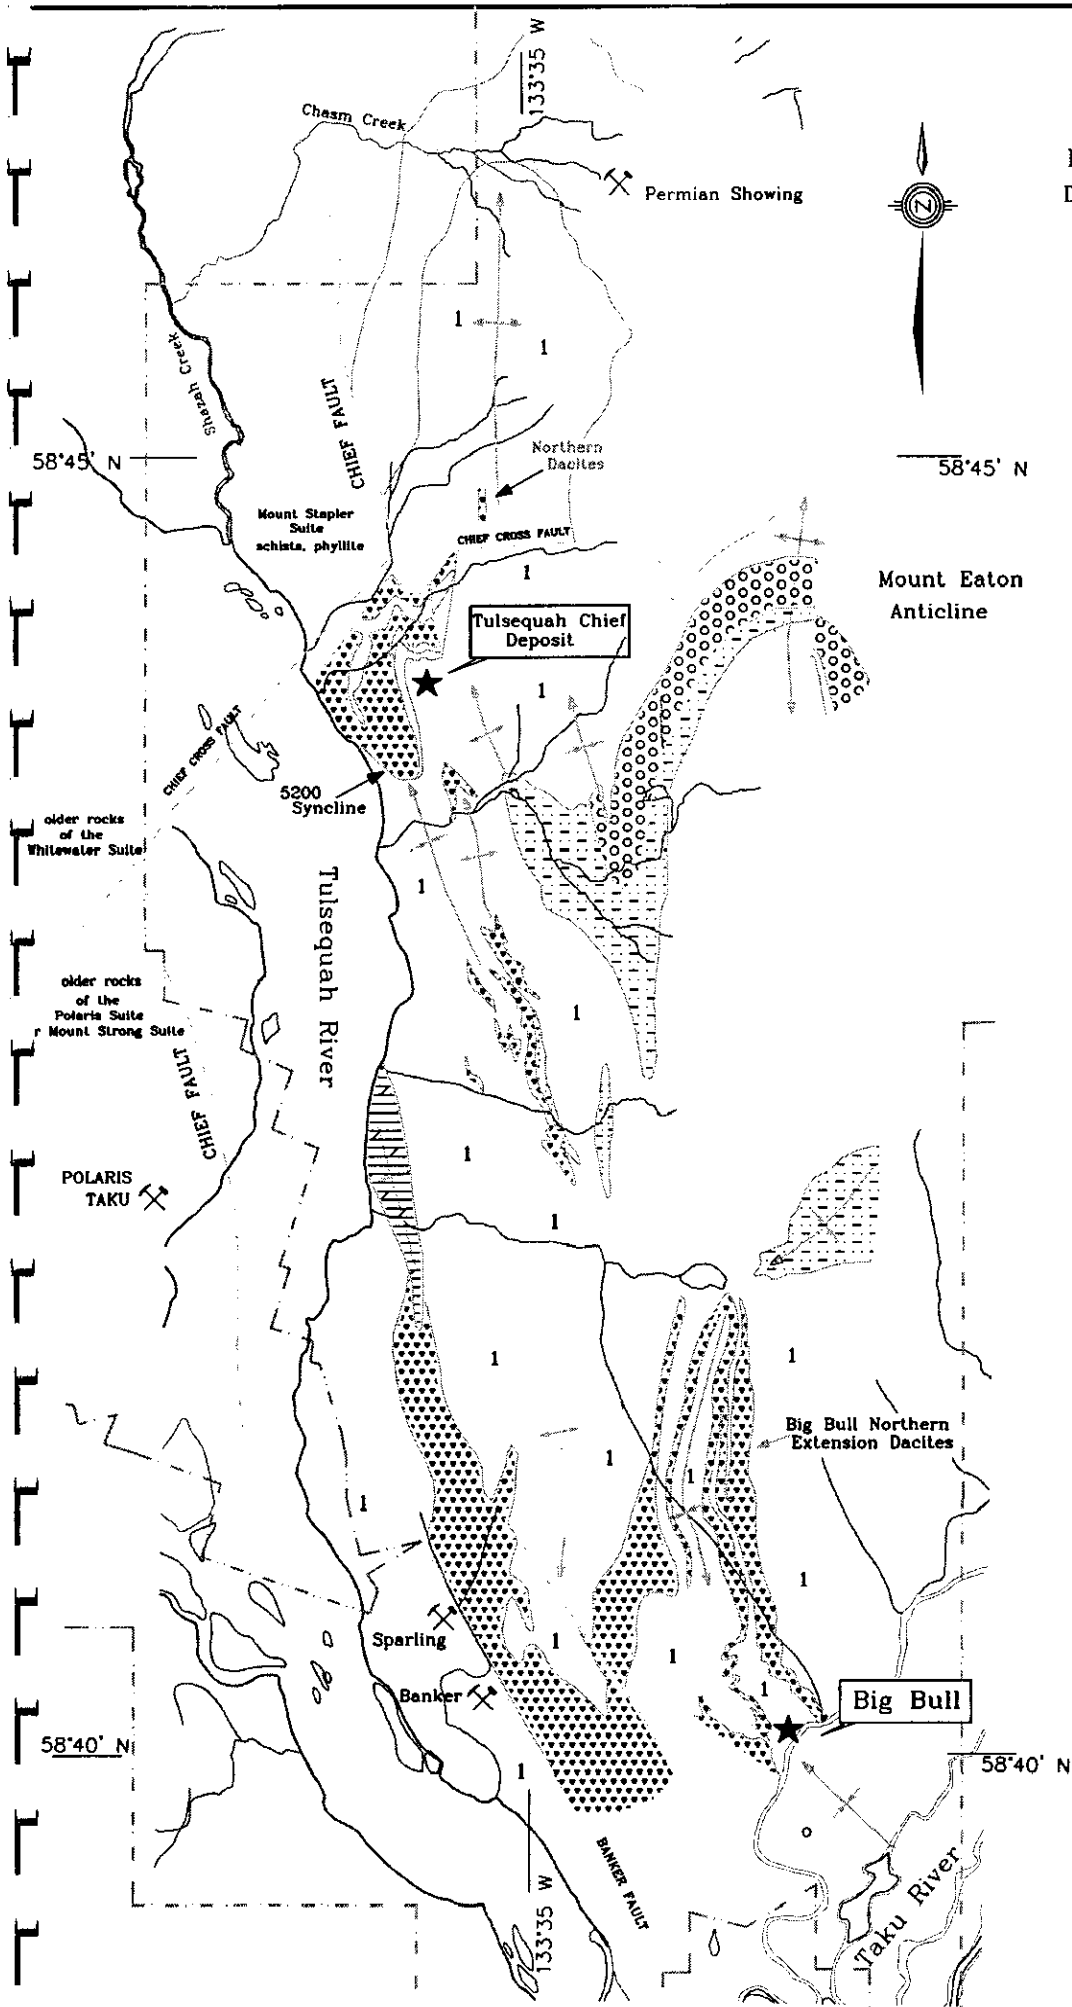 133°35' W
Chasm Creek
Permian Showing
N
1
1
Shazah Creek
CHIEF FAULT
Northern
Dacites
58°45' N
58°45' N
Mount Stapler
Suite
schists, phyllite
CHIEF CROSS FAULT
1
Mount Eaton
Anticline
Tulsequah Chief
Deposit
1
CHIEF CROSS FAULT
5200
Syncline
older rocks
of the
Whitewater Suite
1
Tulsequah River
older rocks
of the
Polaris Suite
r Mount Strong Suite
1
CHIEF FAULT
1
POLARIS
TAKU
1
1
1
Big Bull Northern
Extension Dacites
1
1
1
1
Sparling
1
1
Banker
1
Big Bull
58°40' N
58°40' N
1
BANKER FAULT
133°35' W
Taku River